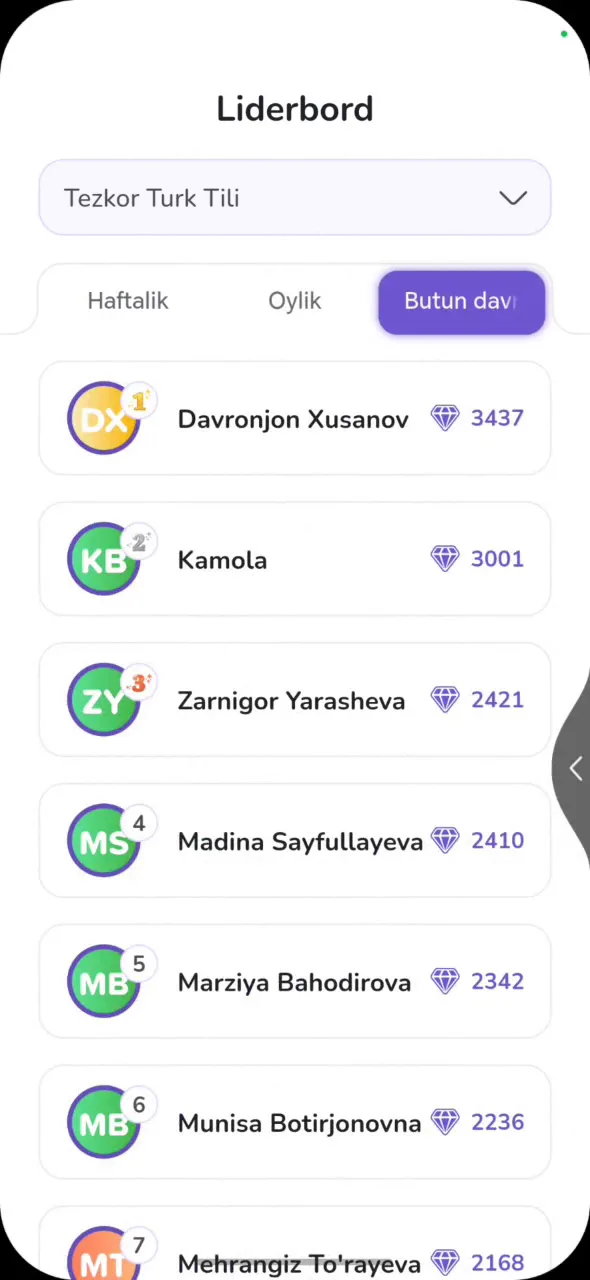 Liderbord
Tezkor Turk Tili
Haftalik Oylik Butun dav
DX 1 Davronjon Xusanov 3437
KB 2 Kamola 3001
ZY 3 Zarnigor Yarasheva 2421
MS 4 Madina Sayfullayeva 2410
MB 5 Marziya Bahodirova 2342
MB 6 Munisa Botirjonovna 2236
MT 7 Mehrangiz To'rayeva 2168